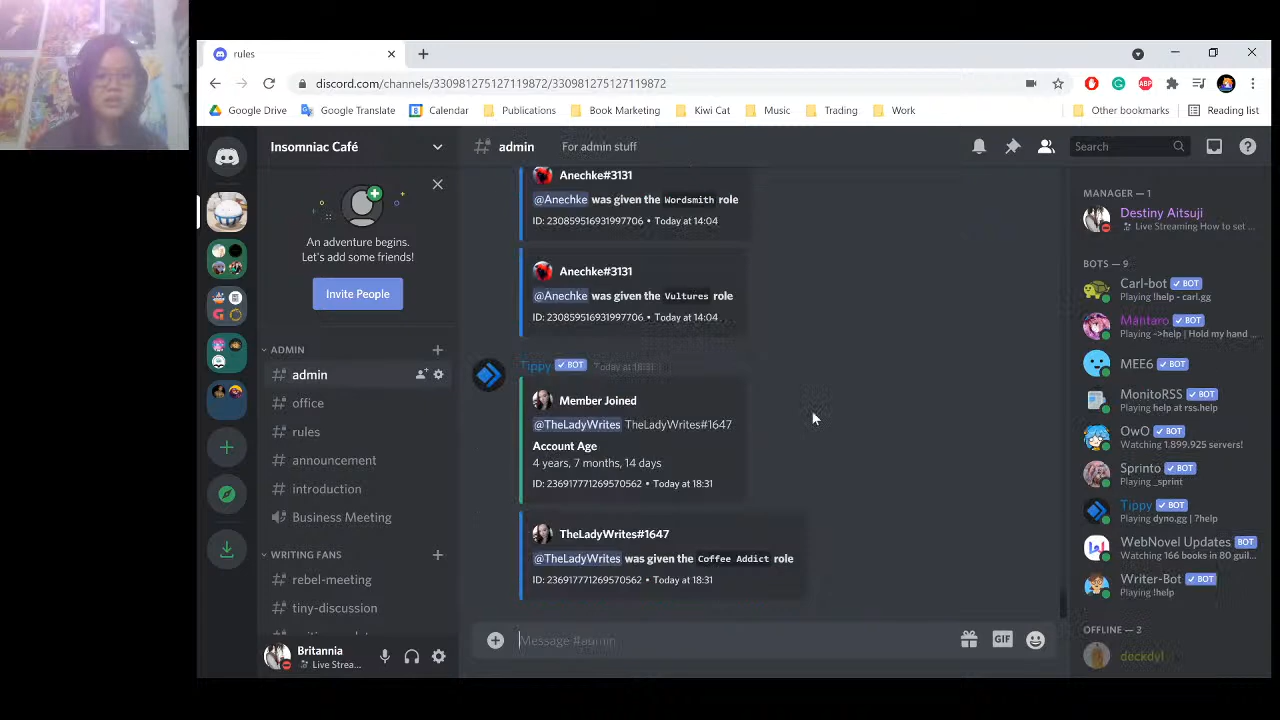 rules
discord.com/channels/330981275127119872/330981275127119872
Google Drive
Google Translate
Calendar
Publications
Book Marketing
Kiwi Cat
Music
Trading
Work
Other bookmarks
Reading list
Insomniac Café
An adventure begins.
Let's add some friends!
Invite People
ADMIN
admin
office
rules
announcement
introduction
Business Meeting
WRITING FANS
rebel-meeting
tiny-discussion
Britannia
Live Strea...
admin
For admin stuff
Search
Anechke#3131
@Anechke was given the Wordsmith role
ID: 230859516931997706 • Today at 14:04
Anechke#3131
@Anechke was given the Vultures role
ID: 230859516931997706 • Today at 14:04
Tippy BOT Today at 18:31
Member Joined
@TheLadyWrites TheLadyWrites#1647
Account Age
4 years, 7 months, 14 days
ID: 236917771269570562 • Today at 18:31
TheLadyWrites#1647
@TheLadyWrites was given the Coffee Addict role
ID: 236917771269570562 • Today at 18:31
Message #admin
GIF
MANAGER — 1
Destiny Aitsuji
Live Streaming How to set ...
BOTS — 9
Carl-bot BOT
Playing !help - carl.gg
Mantaro BOT
Playing ->help | Hold my hand ...
MEE6 BOT
MonitoRSS BOT
Playing help at rss.help
OwO BOT
Watching 1,899,925 servers!
Sprinto BOT
Playing _sprint
Tippy BOT
Playing dyno.gg | ?help
WebNovel Updates BOT
Watching 166 books in 80 guil...
Writer-Bot BOT
Playing !help
OFFLINE — 3
deckdyl